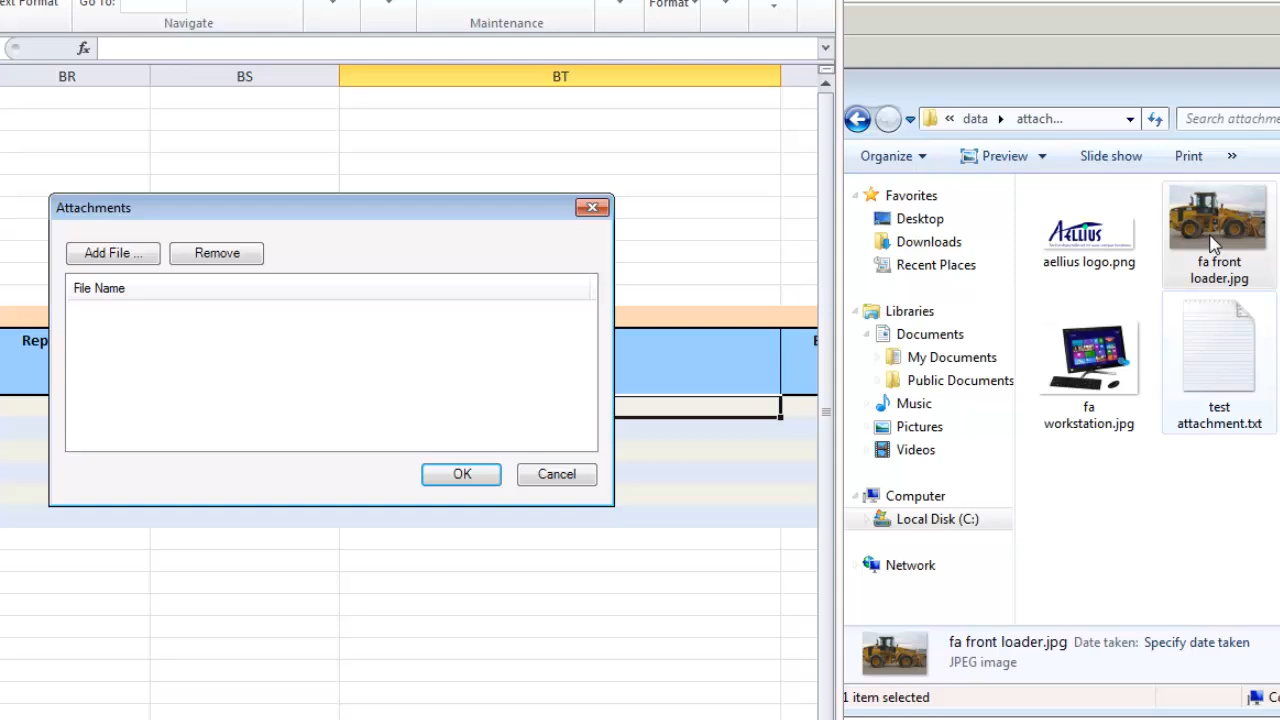 ext Format
Go To:
Format
Navigate
Maintenance
fx
BR
BS
BT
Rep
Attachments
Add File ...
Remove
File Name
OK
Cancel
« data attach...
Search attachme
Organize
Preview
Slide show
Print
»
Favorites
Desktop
Downloads
Recent Places
Libraries
Documents
My Documents
Public Documents
Music
Pictures
Videos
Computer
Local Disk (C:)
Network
AELLIUS
aellius logo.png
fa front
loader.jpg
fa
workstation.jpg
test
attachment.txt
fa front loader.jpg Date taken: Specify date taken
JPEG image
1 item selected